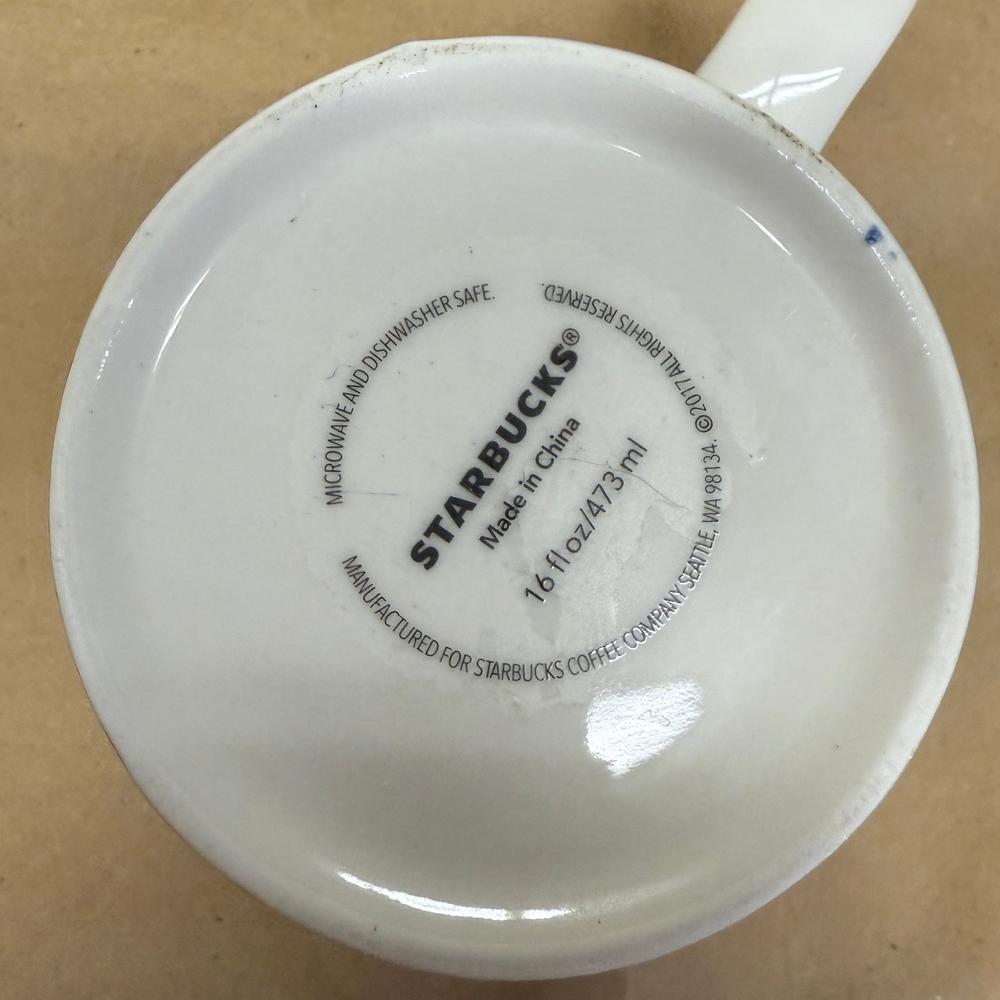 MICROWAVE AND DISHWASHER SAFE.
STARBUCKS®
Made in China
16 fl oz/473 ml
MANUFACTURED FOR STARBUCKS COFFEE COMPANY SEATTLE, WA 98134. ©2017 ALL RIGHTS RESERVED.